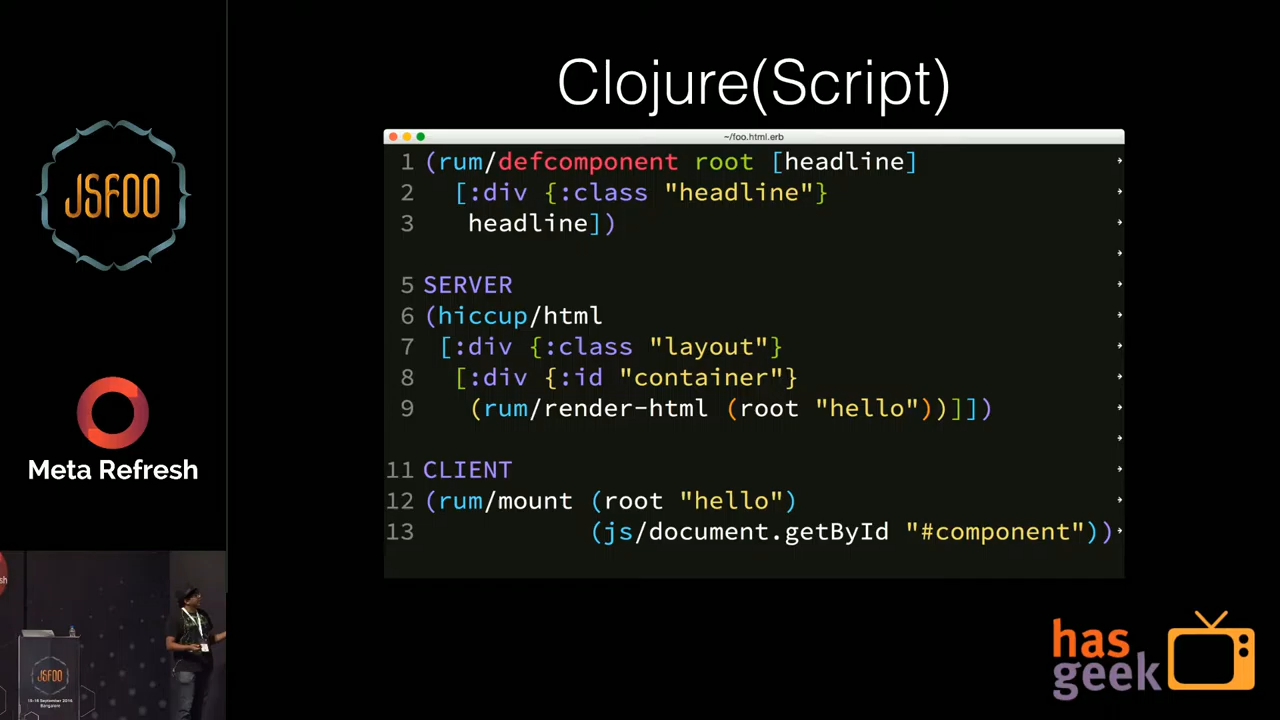 Clojure(Script)
~/foo.html.erb
1 (rum/defcomponent root [headline]
2 [:div {:class "headline"}
3 headline])
5 SERVER
6 (hiccup/html
7 [:div {:class "layout"}
8 [:div {:id "container"}
9 (rum/render-html (root "hello"))]])
11 CLIENT
12 (rum/mount (root "hello")
13 (js/document.getById "#component"))
JSFOO
Meta Refresh
sh
JSFOO
has
geek